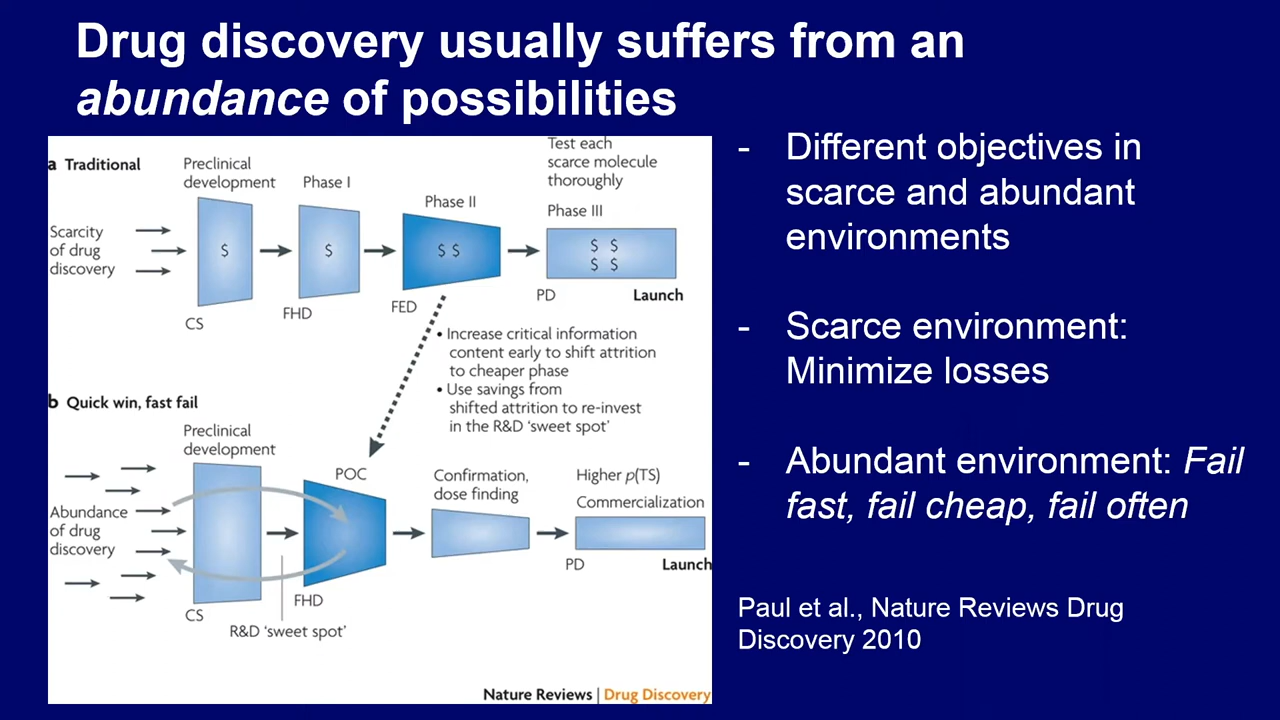 Drug discovery usually suffers from an
abundance of possibilities
a Traditional
Preclinical
development
Phase I
Phase II
Test each
scarce molecule
thoroughly
Phase III
Scarcity
of drug
discovery
$
$
$ $
$ $
$ $
CS
FHD
FED
PD
Launch
• Increase critical information
content early to shift attrition
to cheaper phase
• Use savings from
shifted attrition to re-invest
in the R&D ‘sweet spot’
b Quick win, fast fail
Preclinical
development
POC
Confirmation,
dose finding
Higher p(TS)
Commercialization
Abundance
of drug
discovery
CS
FHD
PD
Launch
R&D ‘sweet spot’
Nature Reviews | Drug Discovery
- Different objectives in
scarce and abundant
environments
- Scarce environment:
Minimize losses
- Abundant environment: Fail
fast, fail cheap, fail often
Paul et al., Nature Reviews Drug
Discovery 2010